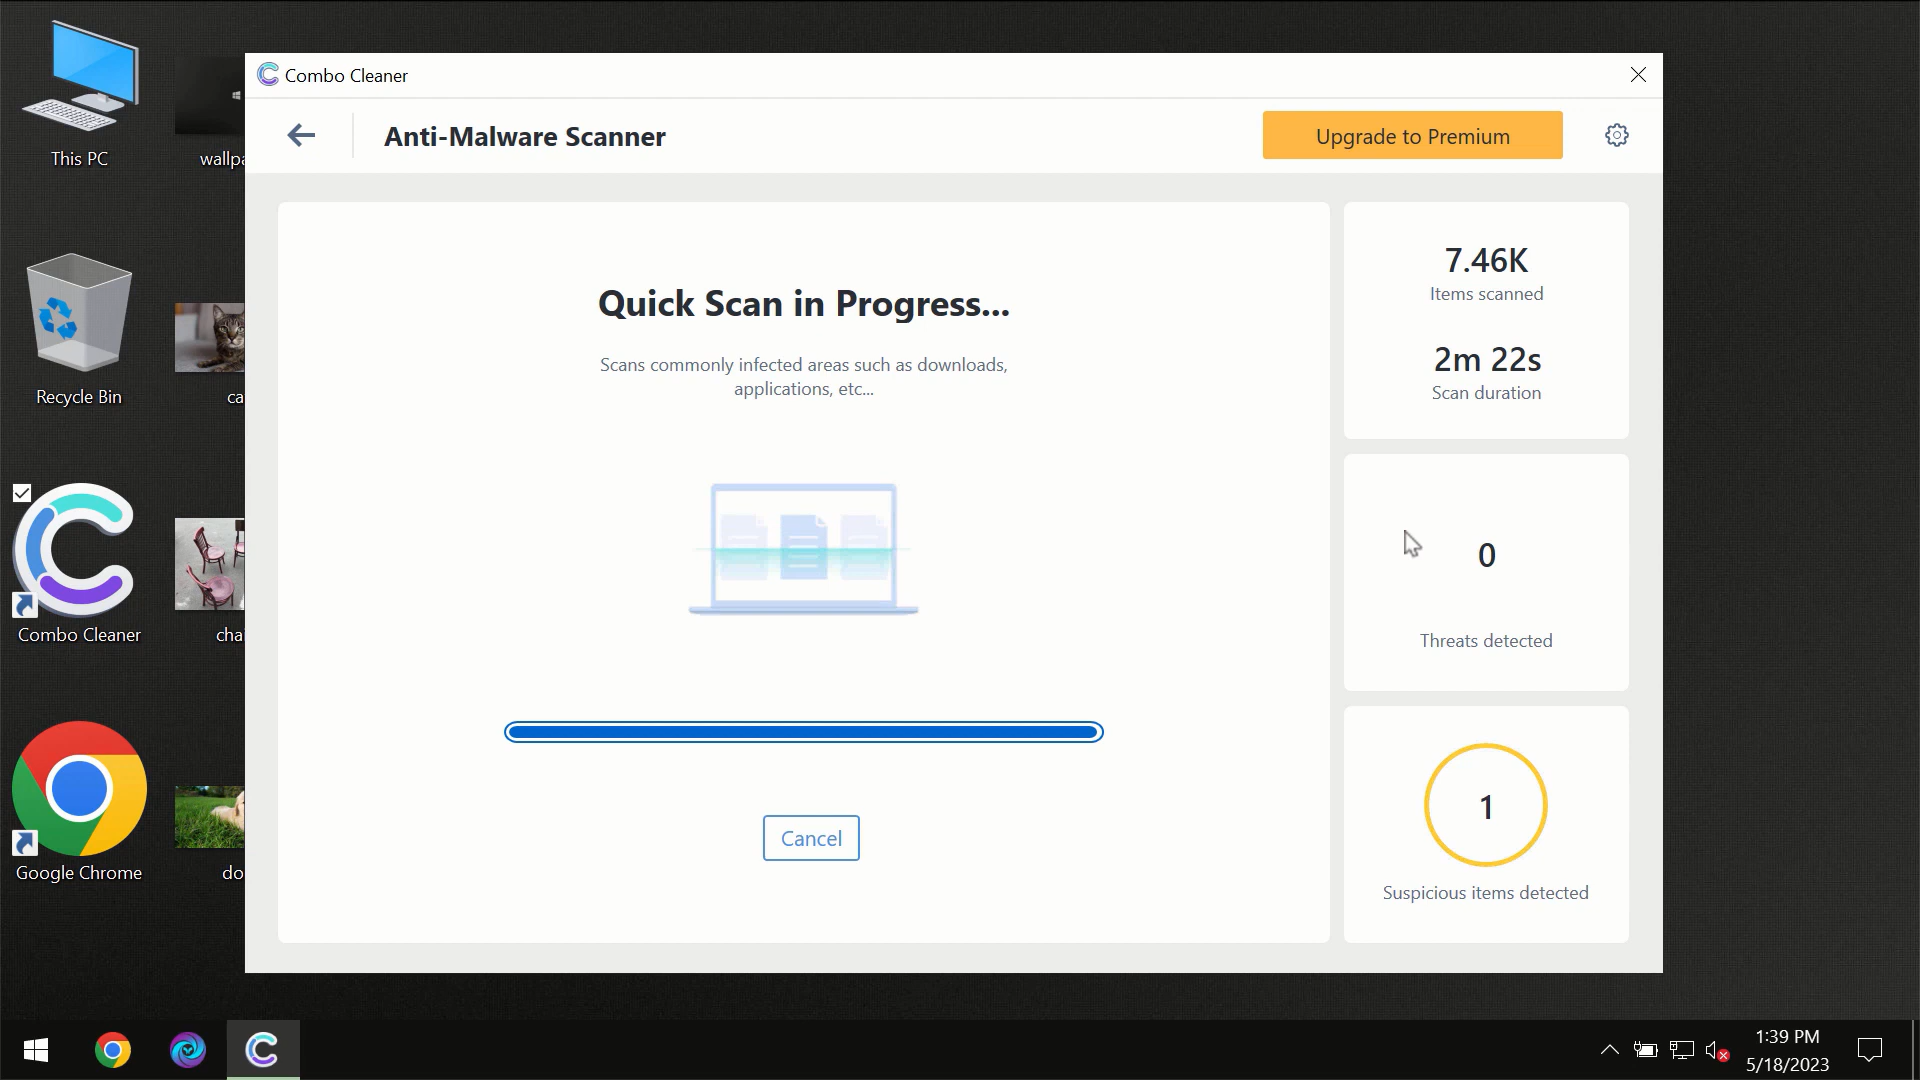 Combo Cleaner
Anti-Malware Scanner
Upgrade to Premium
Quick Scan in Progress...
Scans commonly infected areas such as downloads,
applications, etc...
Cancel
7.46K
Items scanned
2m 22s
Scan duration
0
Threats detected
1
Suspicious items detected
This PC
wallpa
Recycle Bin
ca
Combo Cleaner
chai
Google Chrome
do
1:39 PM
5/18/2023